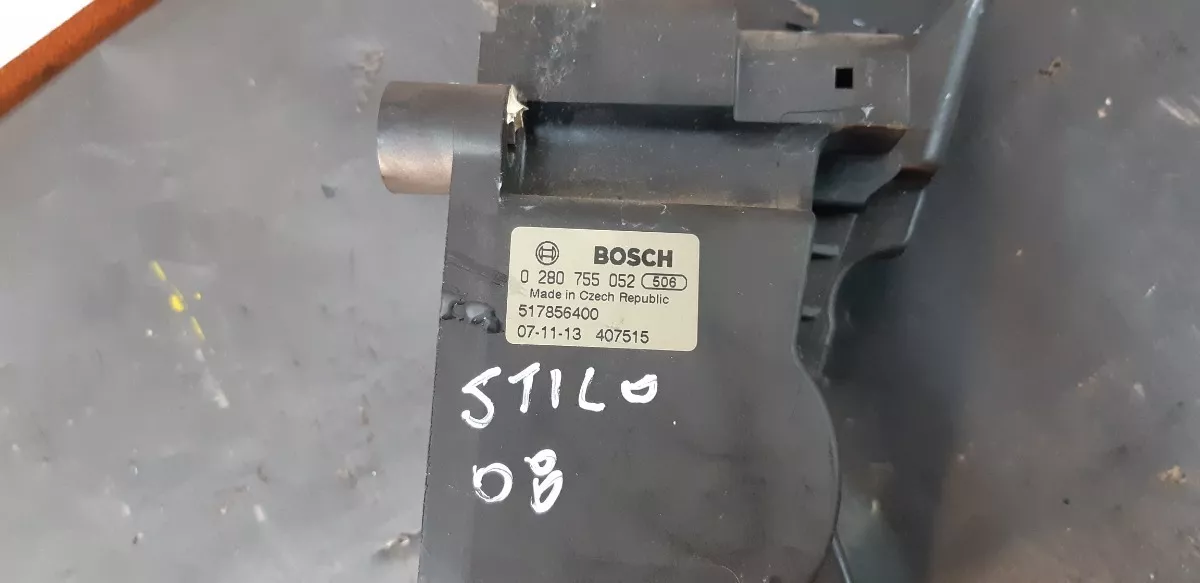 BOSCH
0 280 755 052 506
Made in Czech Republic
517856400
07-11-13 407515
STILO
08